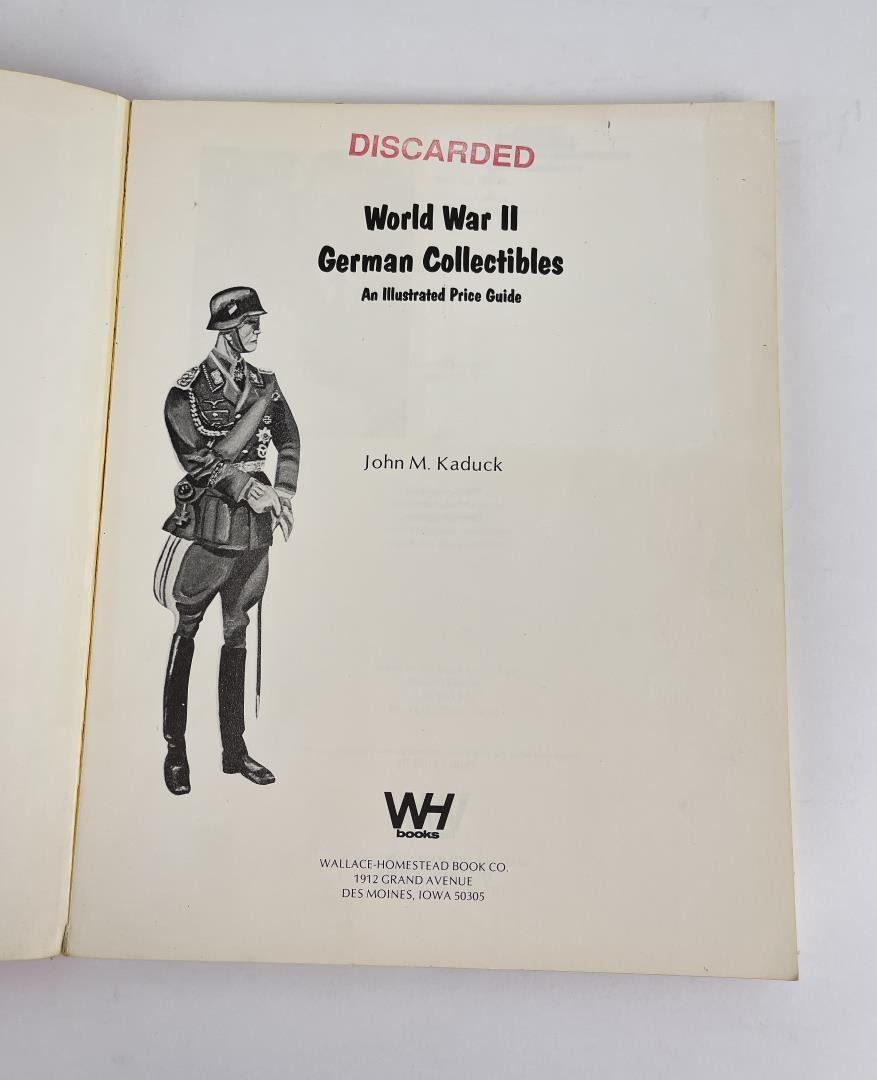 DISCARDED
World War II
German Collectibles
An Illustrated Price Guide
John M. Kaduck
WH
books
WALLACE-HOMESTEAD BOOK CO.
1912 GRAND AVENUE
DES MOINES, IOWA 50305